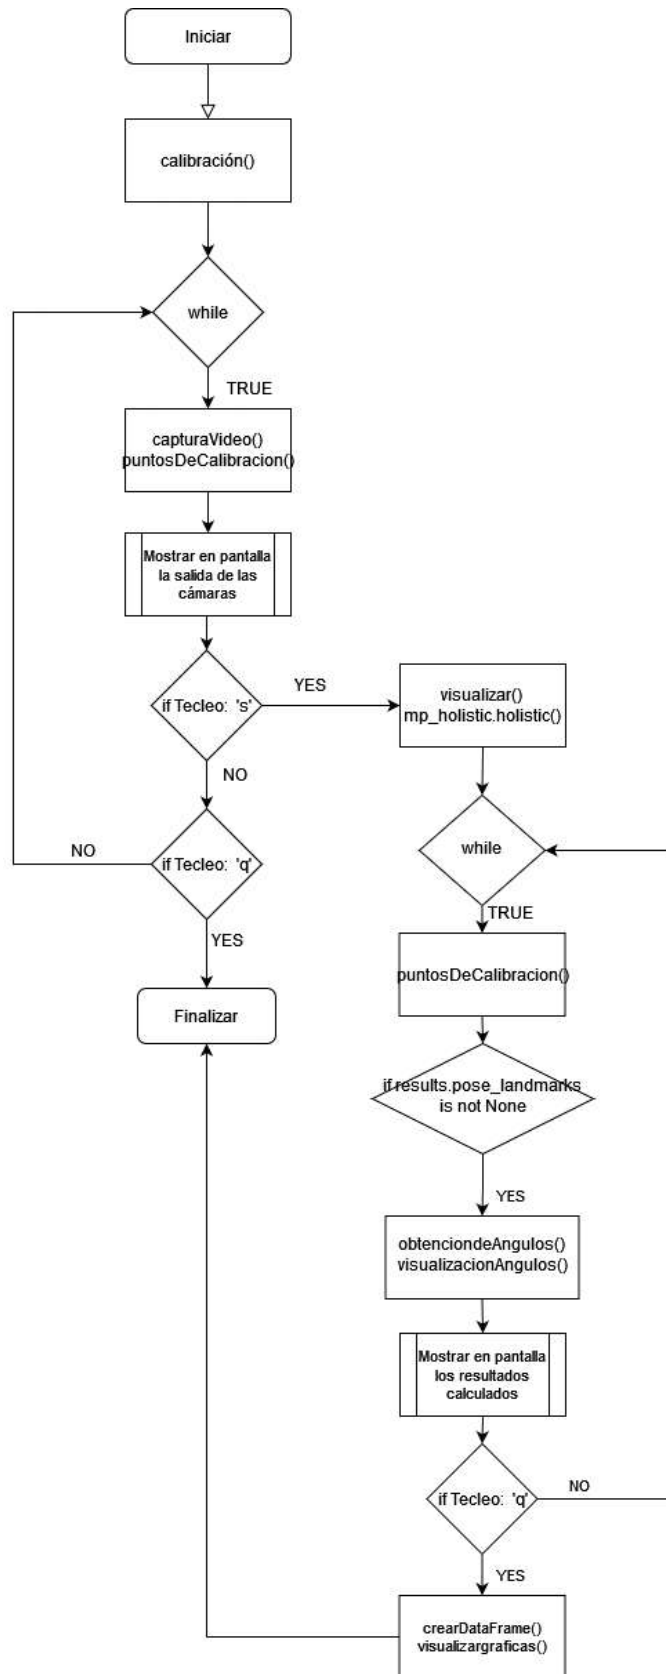 Iniciar
calibración()
while
TRUE
capturaVideo()
puntosDeCalibracion()
Mostrar en pantalla
la salida de las
cámaras
if Tecleo: 's'
YES
NO
if Tecleo: 'q'
NO
YES
Finalizar
visualizar()
mp_holistic.holistic()
while
TRUE
puntosDeCalibracion()
if results.pose_landmarks
is not None
YES
obtenciondeAngulos()
visualizacionAngulos()
Mostrar en pantalla
los resultados
calculados
if Tecleo: 'q'
NO
YES
crearDataFrame()
visualizargraficas()